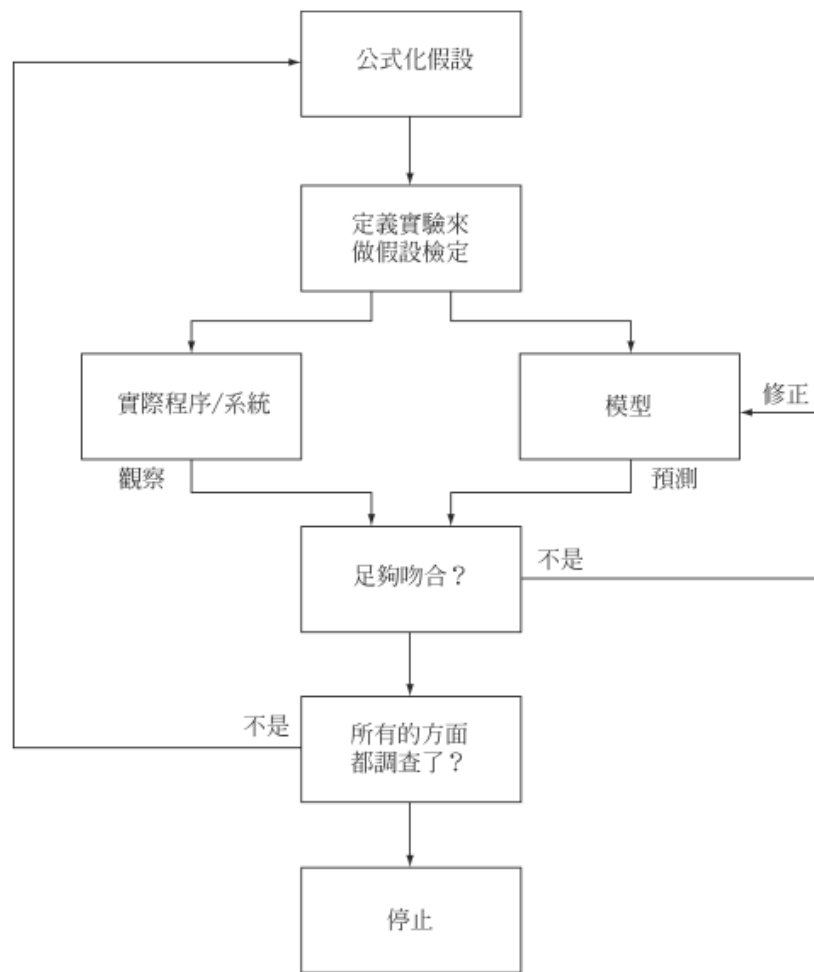 公式化假設
定義實驗來
做假設檢定
實際程序/系統
模型
修正
觀察
預測
足夠吻合？
不是
不是
所有的方面
都調查了？
停止